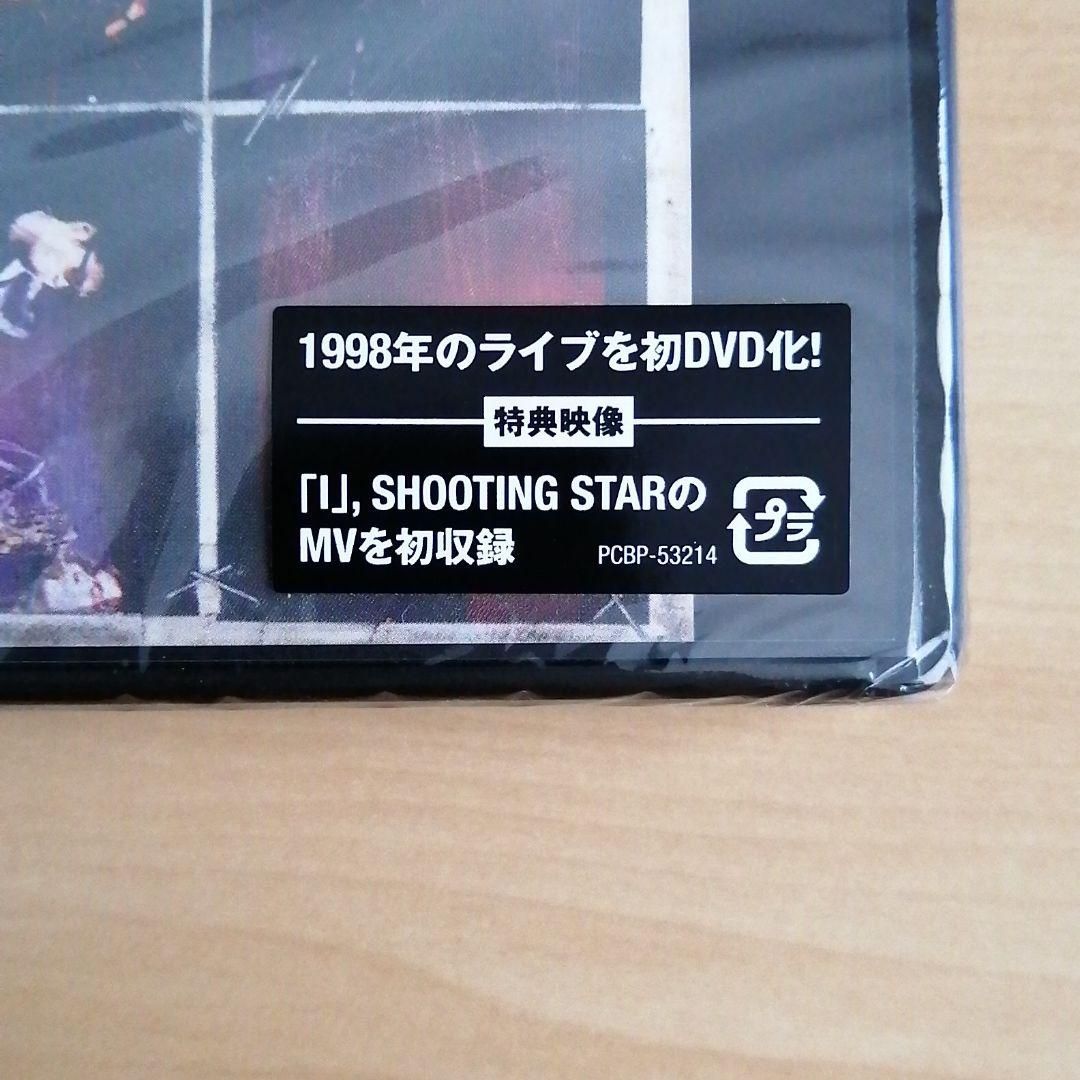 1998年のライブを初DVD化!
特典映像
「I」, SHOOTING STARの
MVを初収録
PCBP-53214
プラ